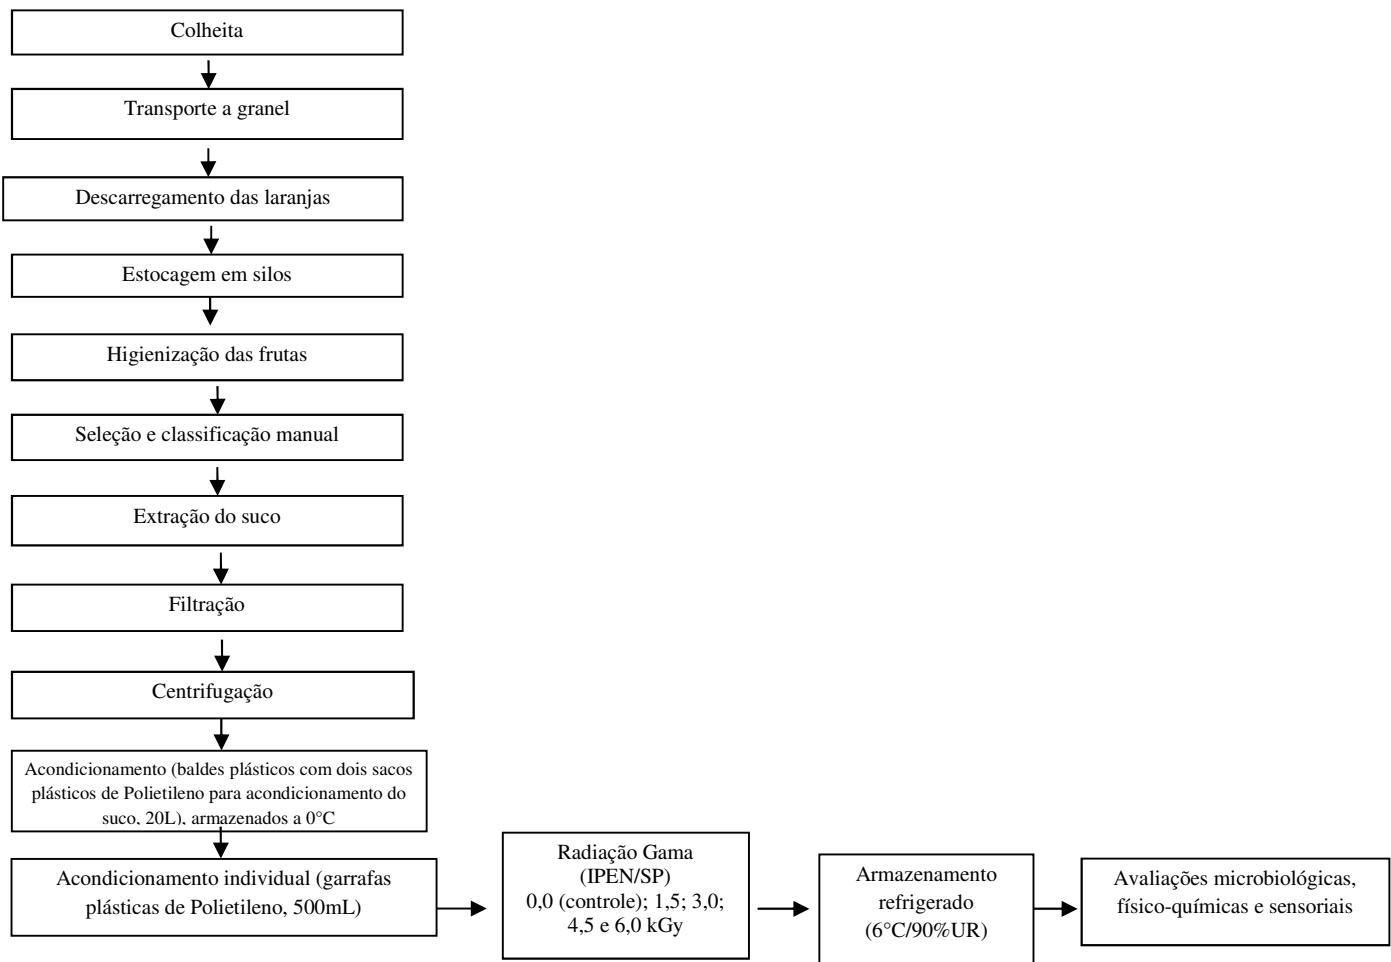 Colheita
Transporte a granel
Descarregamento das laranjas
Estocagem em silos
Higienização das frutas
Seleção e classificação manual
Extração do suco
Filtração
Centrifugação
Acondicionamento (baldes plásticos com dois sacos
plásticos de Polietileno para acondicionamento do
suco, 20L), armazenados a 0°C
Acondicionamento individual (garrafas
plásticas de Polietileno, 500mL)
Radiação Gama
(IPEN/SP)
0,0 (controle); 1,5; 3,0;
4,5 e 6,0 kGy
Armazenamento
refrigerado
(6°C/90%UR)
Avaliações microbiológicas,
físico-químicas e sensoriais